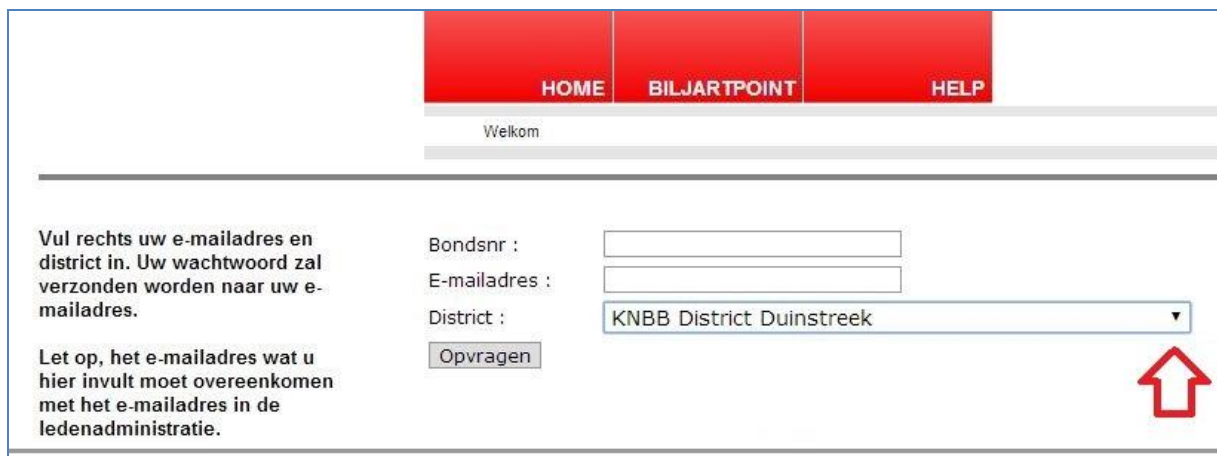 HOME BILJARTPOINT HELP
Welkom
Vul rechts uw e-mailadres en
district in. Uw wachtwoord zal
verzonden worden naar uw e-
mailadres.
Let op, het e-mailadres wat u
hier invult moet overeenkomen
met het e-mailadres in de
ledenadministratie.
Bondsnr :
E-mailadres :
District : KNBB District Duinstreek
Opvragen